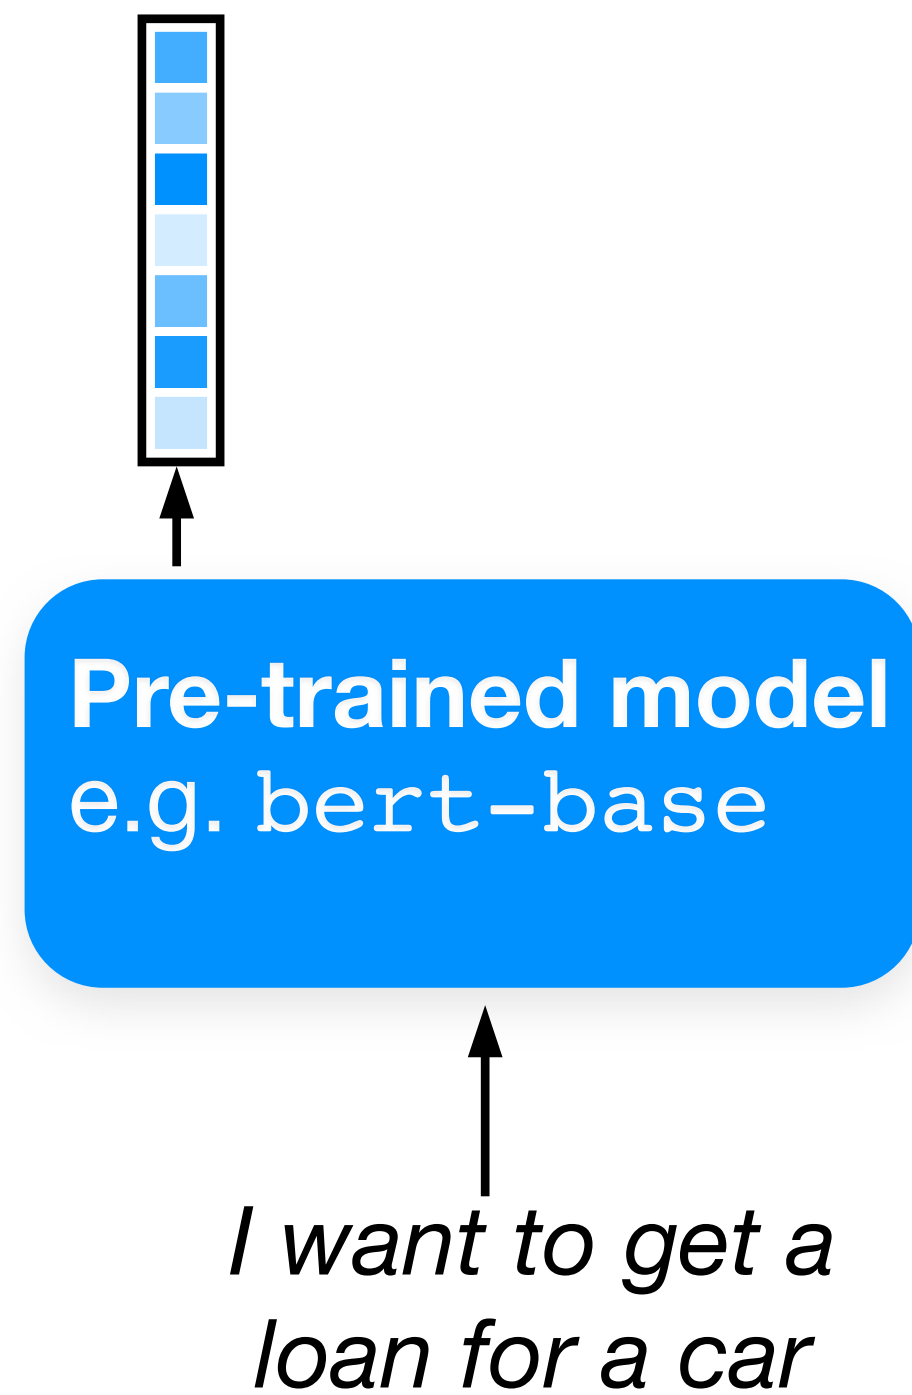 Pre-trained model
e.g. bert-base
I want to get a
loan for a car